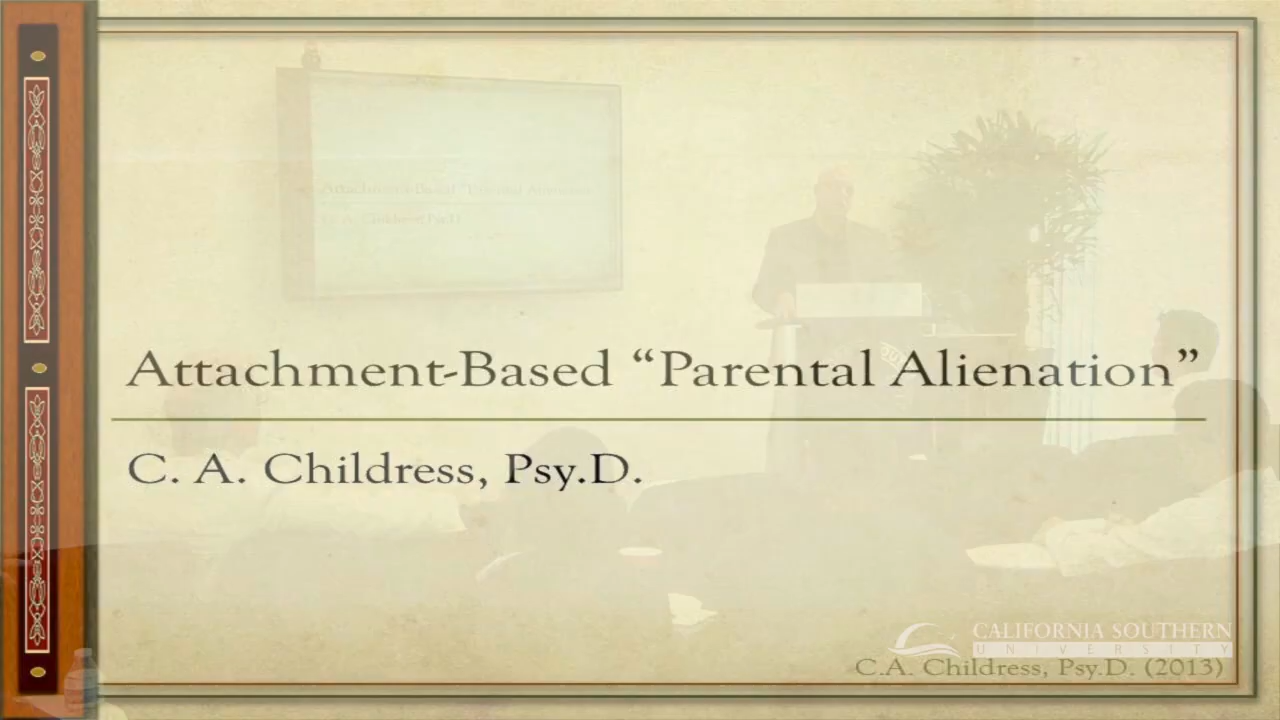 Attachment-Based “Parental Alienation”
C. A. Childress, Psy.D.
CALIFORNIA SOUTHERN
UNIVERSITY
C.A. Childress, Psy.D. (2013)